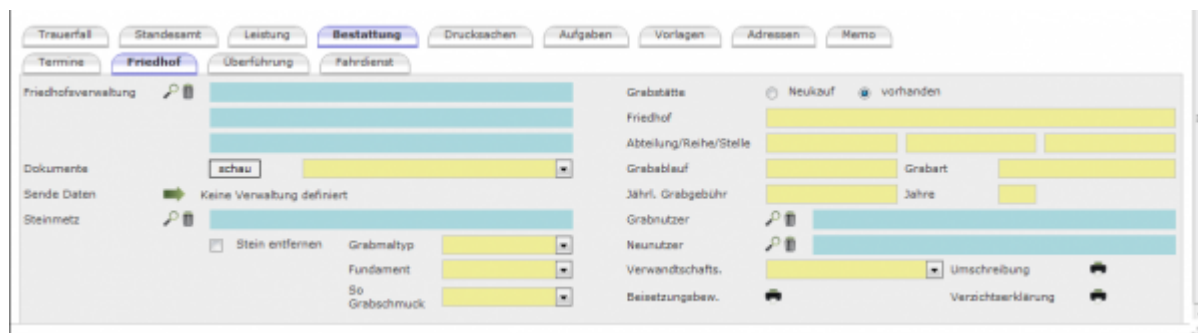 Trauerfall Standesamt Leistung Bestattung Drucksachen Aufgaben Vorlagen Adressen Memo
Termine Friedhof Überführung Fahrdienst
Friedhofsverwaltung
Dokumente schau
Sende Daten Keine Verwaltung definiert
Steinmetz
Stein entfernen Grabmaltyp
Fundament
So
Grabschmuck
Grabstätte Neukauf vorhanden
Friedhof
Abteilung/Reihe/Stelle
Grabablauf Grabart
Jährl. Grabgebühr Jahre
Grabnutzer
Neunutzer
Verwandtschafts. Umschreibung
Beisetzungsbew. Verzichtserklärung